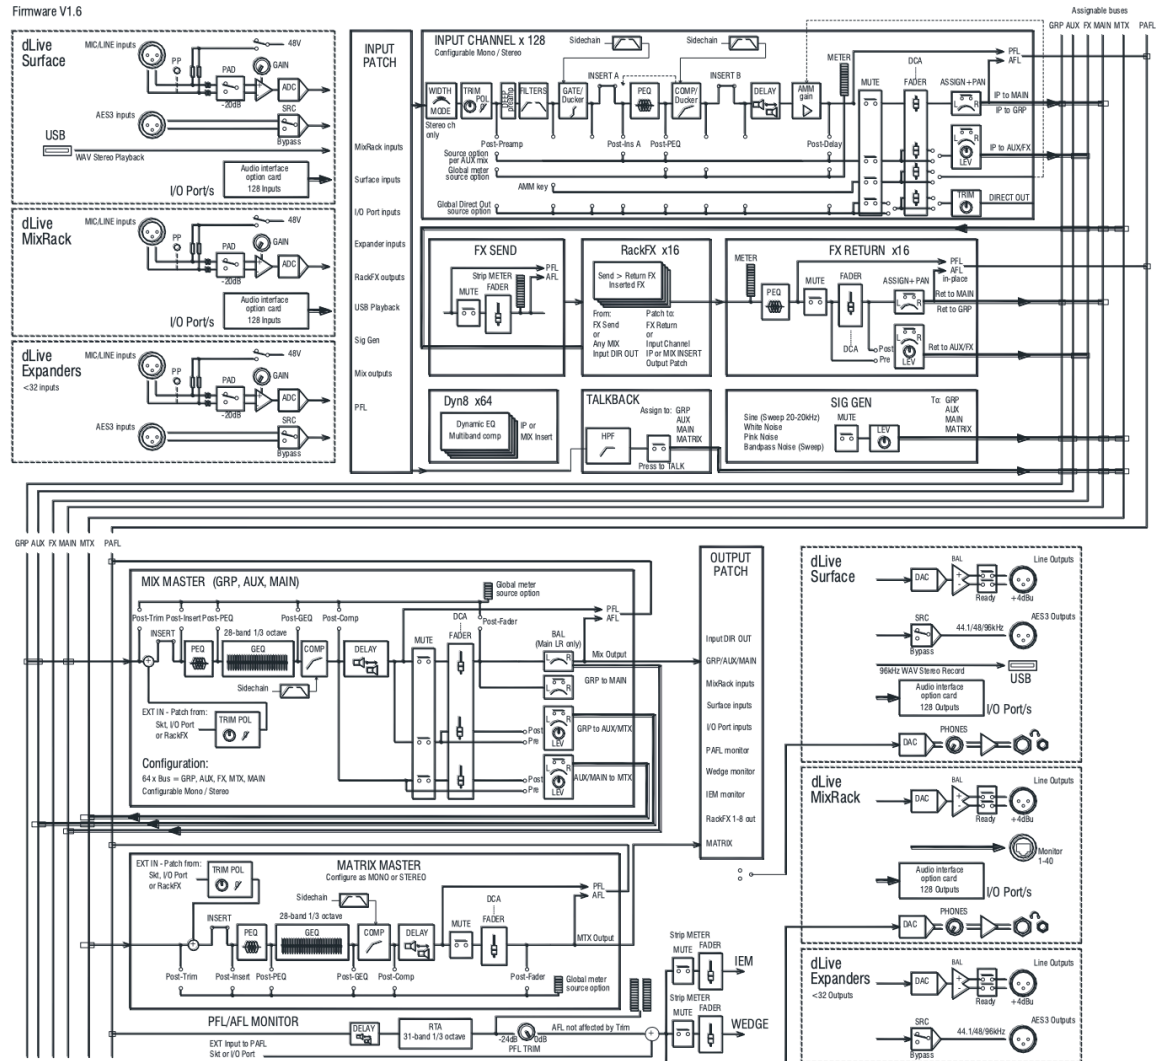 Firmware V1.6
Assignable buses
GRP AUX FX MAIN MTX PAFL
dLive
Surface
MIC/LINE inputs
PP
48V
GAIN
PAD
-20dB
ADC
AES3 inputs
SRC
Bypass
USB
WAV Stereo Playback
I/O Port/s
Audio interface
option card
128 Inputs
dLive
MixRack
MIC/LINE inputs
PP
48V
GAIN
PAD
-20dB
ADC
I/O Port/s
Audio interface
option card
128 Inputs
dLive
Expanders
<32 inputs
MIC/LINE inputs
PP
48V
GAIN
PAD
-20dB
ADC
AES3 inputs
SRC
Bypass
INPUT
PATCH
MixRack inputs
Surface inputs
I/O Port inputs
Expander inputs
RackFX outputs
USB Playback
Sig Gen
Mix outputs
PFL
INPUT CHANNEL x 128
Configurable Mono / Stereo
Sidechain
Sidechain
METER
PFL
AFL
DCA
WIDTH
MODE
Stereo ch
only
TRIM
POL
DEEP
preamp
FILTERS
GATE/
Ducker
INSERT A
PEQ
COMP/
Ducker
INSERT B
DELAY
AMM
gain
MUTE
FADER
ASSIGN+PAN
L R
IP to MAIN
IP to GRP
Post-Preamp
Post-Ins A
Post-PEQ
Post-Delay
Source option
per AUX mix
Global meter
source option
AMM key
Global Direct Out
source option
L R
LEV
IP to AUX/FX
TRIM
DIRECT OUT
FX SEND
Strip METER
PFL
AFL
MUTE
FADER
RackFX x16
Send > Return FX
Inserted FX
From:
FX Send
or
Any MIX
Input DIR OUT
Patch to:
FX Return
or
Input Channel
IP or MIX INSERT
Output Patch
FX RETURN x16
METER
PEQ
MUTE
FADER
DCA
PFL
AFL
in-place
ASSIGN+PAN
L R
Ret to MAIN
Ret to GRP
Post
Pre
L R
LEV
Ret to AUX/FX
Dyn8 x64
Dynamic EQ
Multiband comp
IP or
MIX Insert
TALKBACK
Assign to: GRP
AUX
MAIN
MATRIX
HPF
Press to TALK
SIG GEN
Sine (Sweep 20-20kHz)
White Noise
Pink Noise
Bandpass Noise (Sweep)
MUTE
LEV
To: GRP
AUX
MAIN
MATRIX
GRP AUX FX MAIN MTX PAFL
MIX MASTER (GRP, AUX, MAIN)
Global meter
source option
Post-Trim Post-Insert Post-PEQ
Post-GEQ
Post-Comp
Post-Fader
PFL
AFL
DCA
INSERT
PEQ
28-band 1/3 octave
GEQ
COMP
DELAY
MUTE
FADER
BAL
(Main LR only)
L R
Mix Output
L R
GRP to MAIN
Sidechain
EXT IN - Patch from:
Skt, I/O Port
or RackFX
TRIM POL
Post
Pre
L R
LEV
GRP to AUX/MTX
Post
Pre
L R
LEV
AUX/MAIN to MTX
Configuration:
64 x Bus = GRP, AUX, FX, MTX, MAIN
Configurable Mono / Stereo
OUTPUT
PATCH
Input DIR OUT
GRP/AUX/MAIN
MixRack inputs
Surface inputs
I/O Port inputs
PAFL monitor
Wedge monitor
IEM monitor
RackFX 1-8 out
MATRIX
EXT IN - Patch from:
Skt, I/O Port
or RackFX
TRIM POL
MATRIX MASTER
Configure as MONO or STEREO
Sidechain
PFL
AFL
DCA
INSERT
PEQ
28-band 1/3 octave
GEQ
COMP
DELAY
MUTE
FADER
MTX Output
Post-Trim
Post-Insert
Post-PEQ
Post-GEQ
Post-Comp
Post-Fader
Global meter
source option
PFL/AFL MONITOR
DELAY
RTA
31-band 1/3 octave
-24dB
0dB
PFL TRIM
AFL not affected by Trim
EXT Input to PAFL
Skt or I/O Port
Strip METER
MUTE
FADER
IEM
Strip METER
MUTE
FADER
WEDGE
dLive
Surface
DAC
BAL
Ready
Line Outputs
+4dBu
SRC
Bypass
44.1/48/96kHz
AES3 Outputs
96kHz WAV Stereo Record
USB
Audio interface
option card
128 Outputs
I/O Port/s
DAC
PHONES
dLive
MixRack
DAC
BAL
Ready
Line Outputs
+4dBu
Monitor
1-40
Audio interface
option card
128 Outputs
I/O Port/s
DAC
PHONES
dLive
Expanders
<32 Outputs
DAC
BAL
Ready
Line Outputs
+4dBu
SRC
Bypass
44.1/48/96kHz
AES3 Outputs